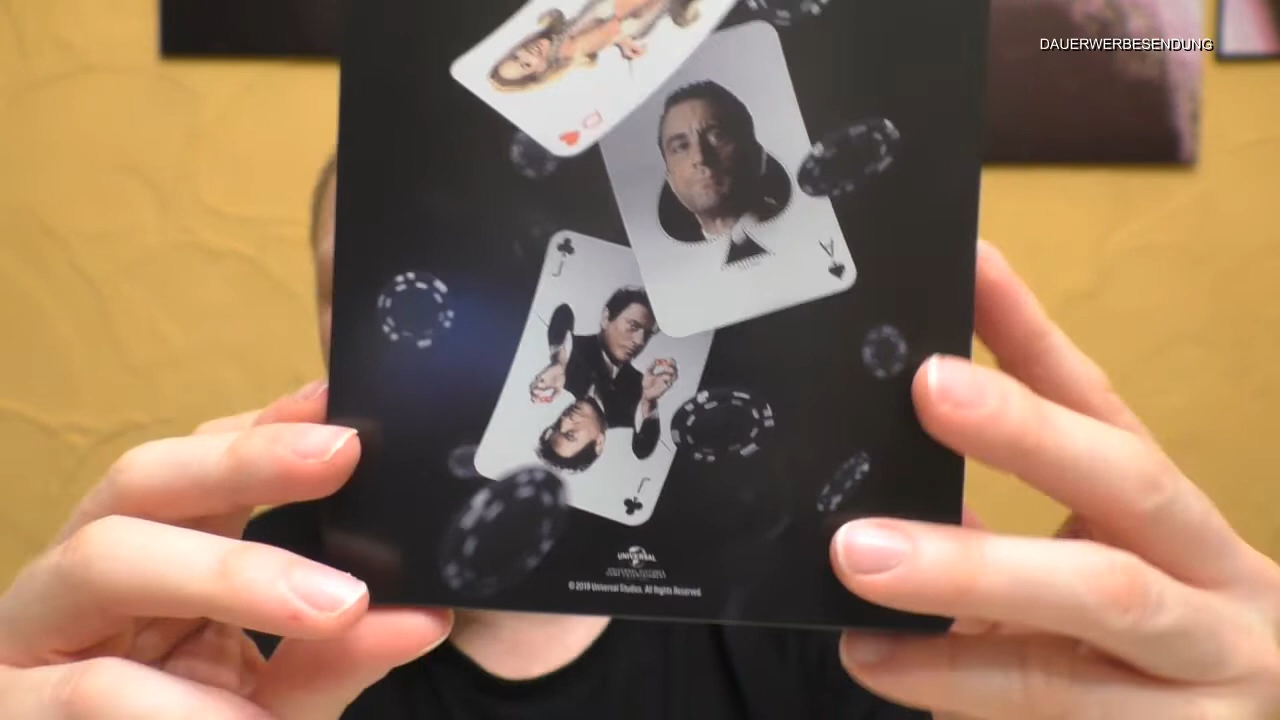 DAUERWERBESENDUNG
Q
A
J
J
UNIVERSAL
© 2019 Universal Studios. All Rights Reserved.